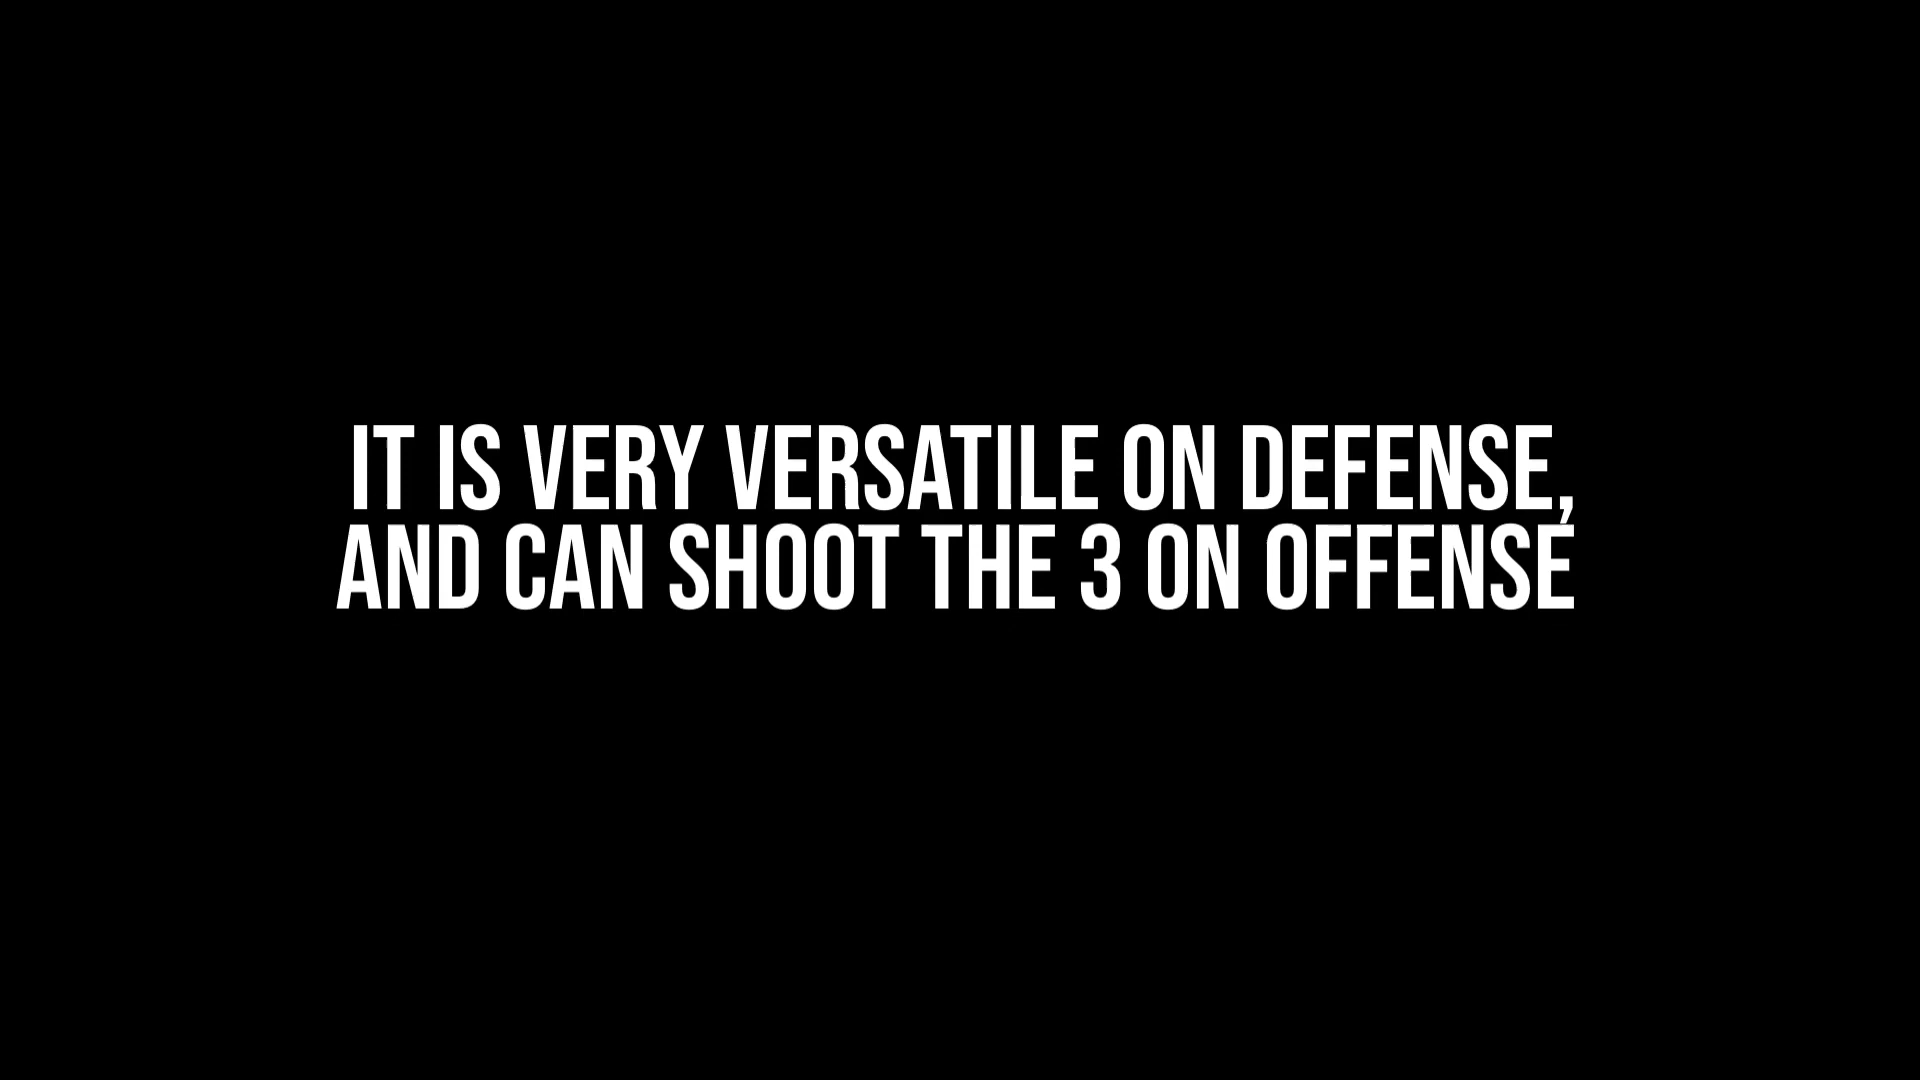 IT IS VERY VERSATILE ON DEFENSE,
AND CAN SHOOT THE 3 ON OFFENSE